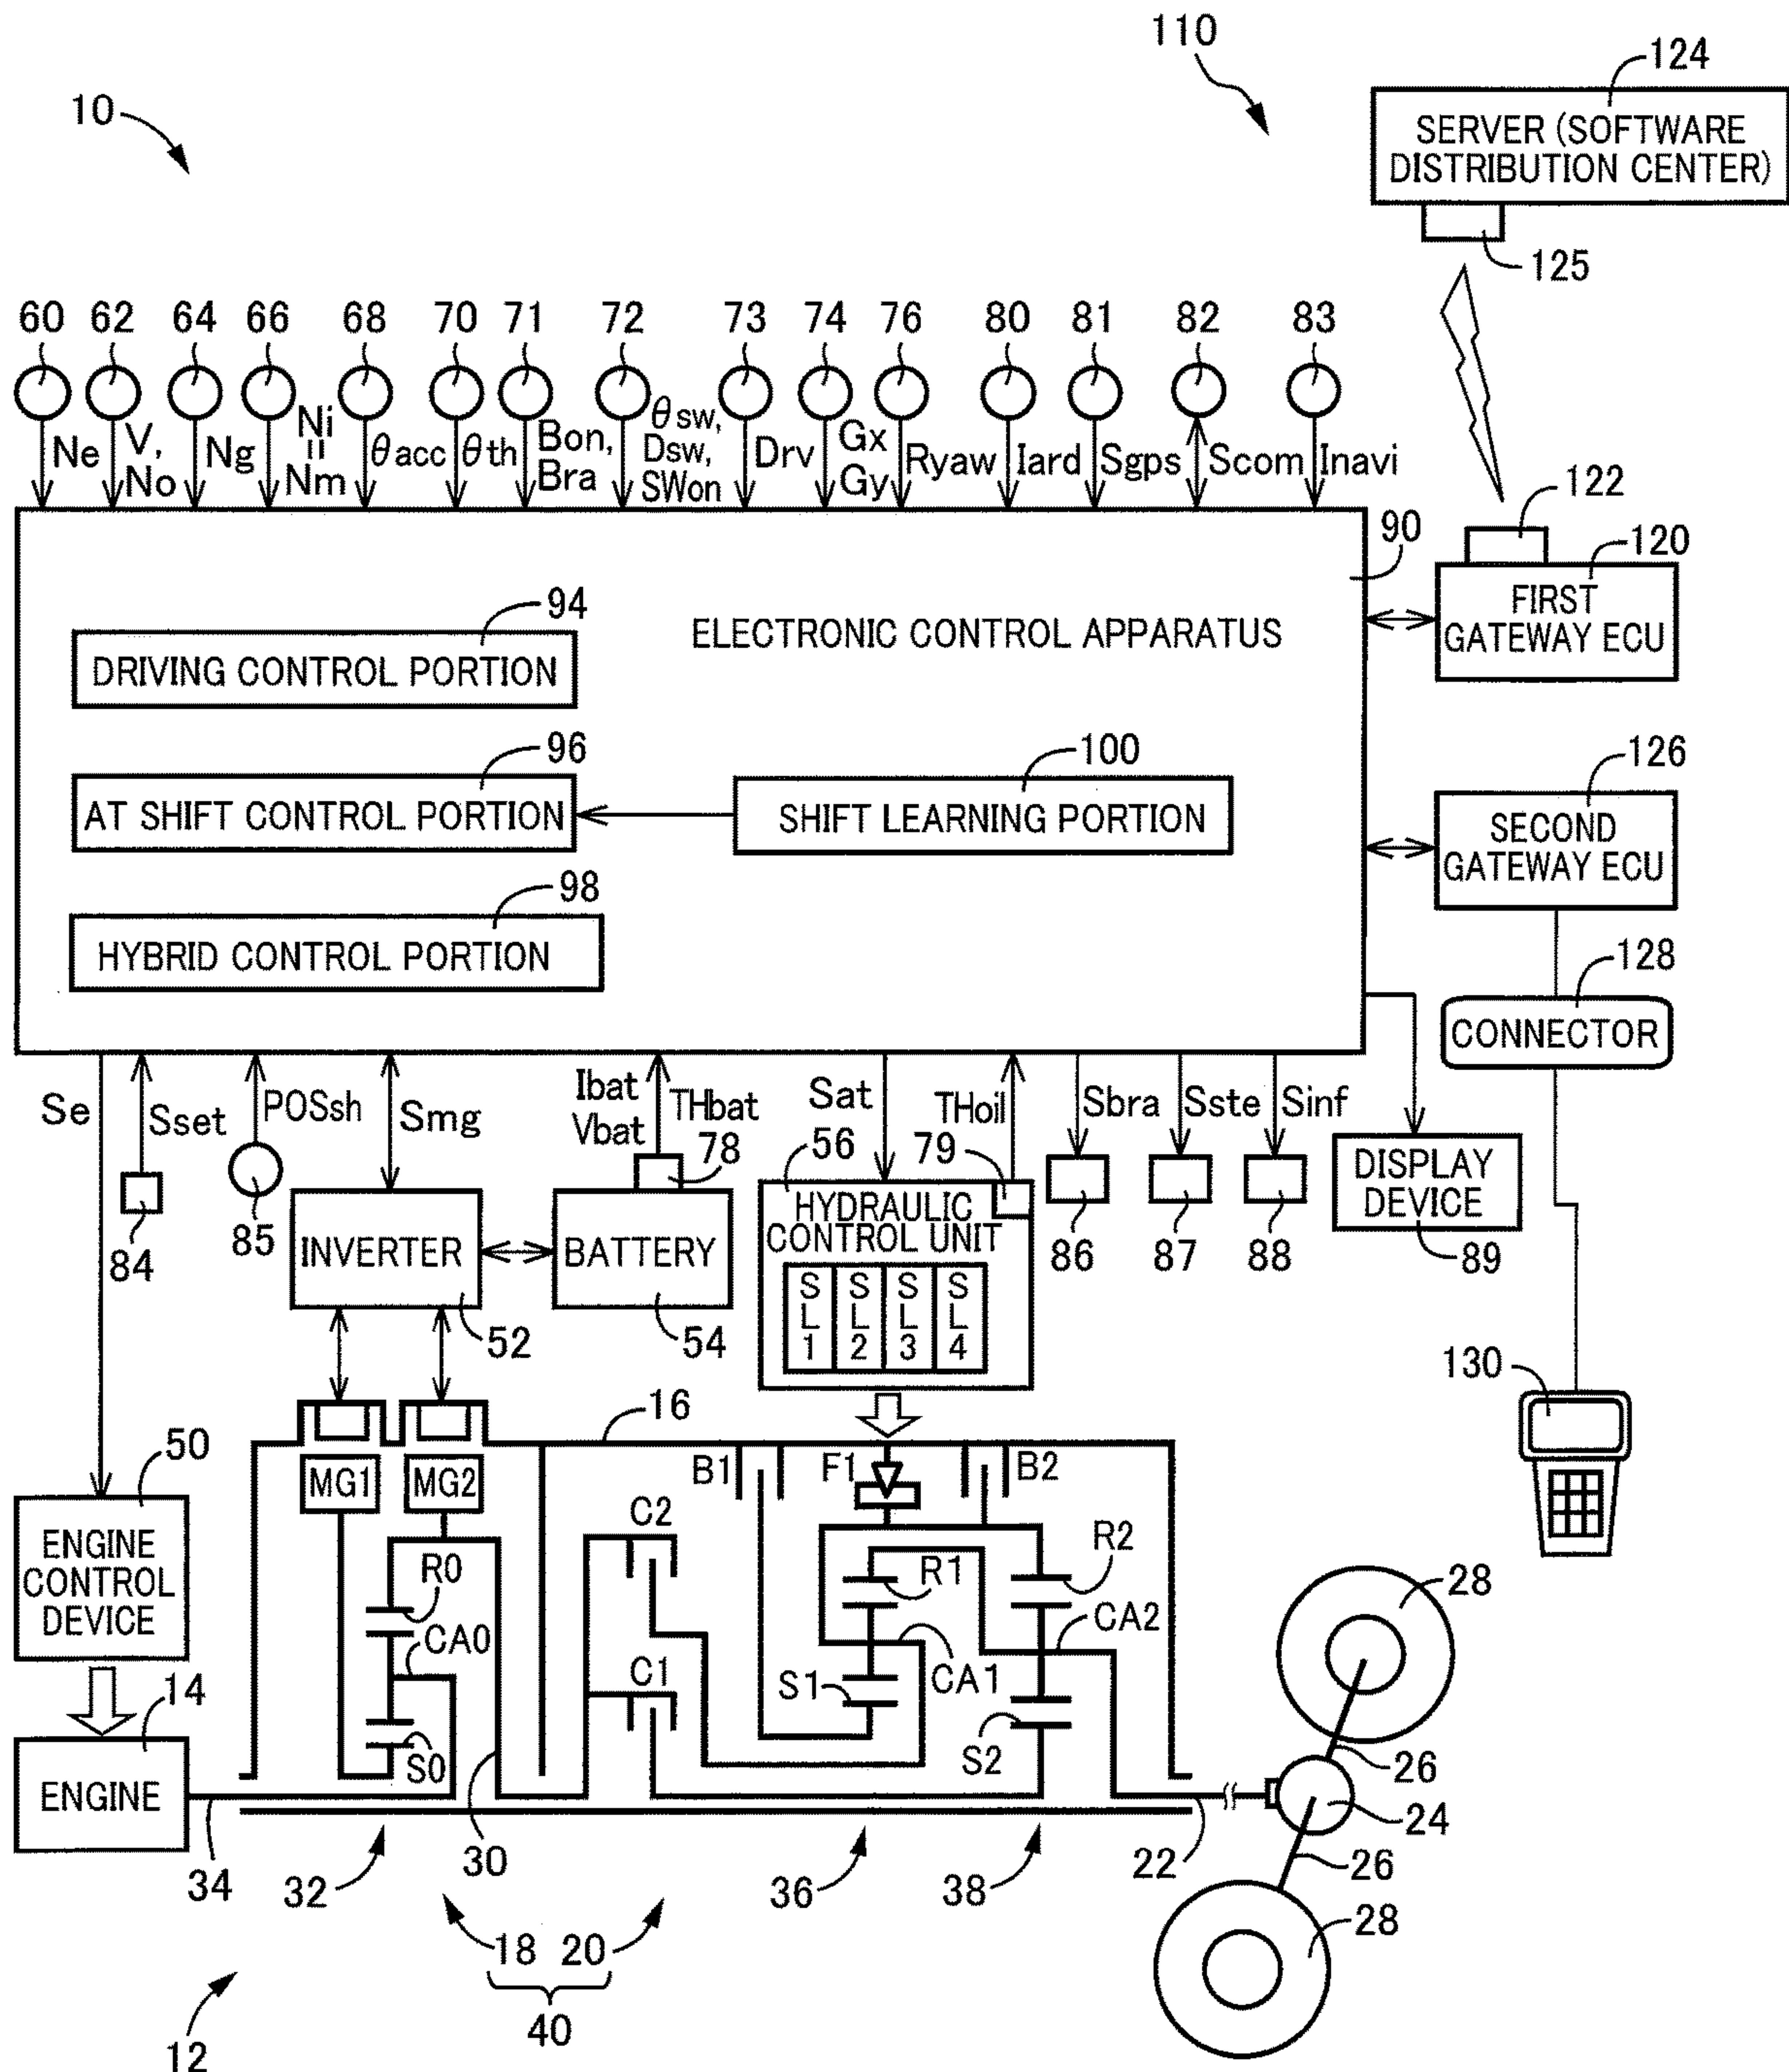 110
124
10
SERVER (SOFTWARE
DISTRIBUTION CENTER)
125
60 62 64 66 68 70 71 72 73 74 76 80 81 82 83
Ne
V,
No
Ng
Ni
=
Nm
θacc
θth
Bon,
Bra
θsw,
Dsw,
SWon
Drv
Gx
Gy
Ryaw
Iard
Sgps
Scom
Inavi
122
90
120
FIRST
GATEWAY ECU
94
ELECTRONIC CONTROL APPARATUS
DRIVING CONTROL PORTION
96
100
126
AT SHIFT CONTROL PORTION
SHIFT LEARNING PORTION
SECOND
GATEWAY ECU
98
HYBRID CONTROL PORTION
128
CONNECTOR
Se
Sset
POSsh
Smg
Ibat
Vbat
THbat
78
Sat
THoil
79
Sbra
Sste
Sinf
56
84
85
INVERTER
BATTERY
HYDRAULIC
CONTROL UNIT
SL1
SL2
SL3
SL4
86
87
88
DISPLAY
DEVICE
89
52
54
130
16
50
MG1
MG2
B1
F1
B2
ENGINE
CONTROL
DEVICE
C2
R0
R1
R2
28
CA0
CA2
C1
S1
CA1
14
S0
S2
26
ENGINE
24
34
32
30
36
38
22
26
28
18 20
40
12